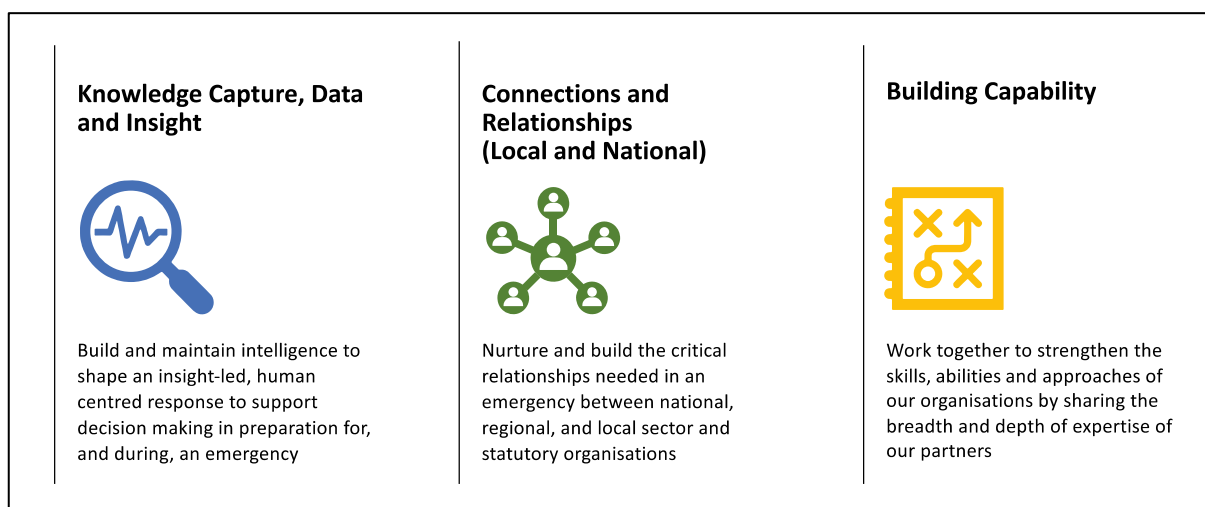 Knowledge Capture, Data
and Insight
Build and maintain intelligence to
shape an insight-led, human
centred response to support
decision making in preparation for,
and during, an emergency
Connections and
Relationships
(Local and National)
Nurture and build the critical
relationships needed in an
emergency between national,
regional, and local sector and
statutory organisations
Building Capability
Work together to strengthen the
skills, abilities and approaches of
our organisations by sharing the
breadth and depth of expertise of
our partners